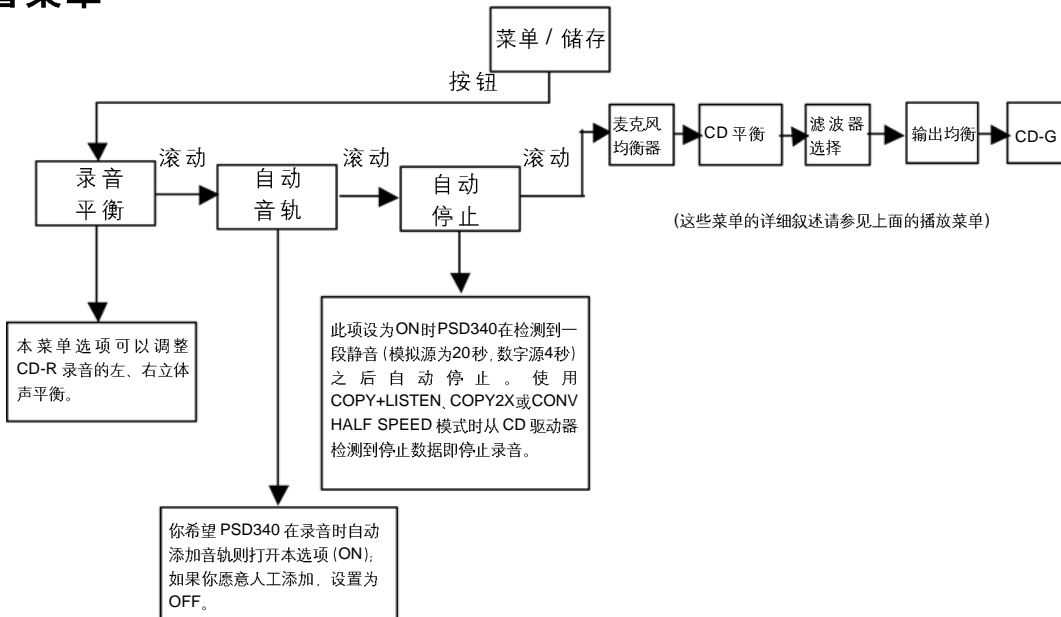 菜单 / 储存
按钮
录音
平衡
滚动
自动
音轨
滚动
自动
停止
滚动
麦克风
均衡器
CD 平衡
滤波器
选择
输出均衡
CD-G
(这些菜单的详细叙述请参见上面的播放菜单)
本菜单选项可以调整
CD-R 录音的左、右立体
声平衡。
此项设为ON时PSD340在检测到一
段静音(模拟源为20秒,数字源4秒)
之后自动停止。使用
COPY+LISTEN、COPY2X或CONV
HALF SPEED 模式时从 CD 驱动器
检测到停止数据即停止录音。
你希望 PSD340 在录音时自动
添加音轨则打开本选项(ON);
如果你愿意人工添加,设置为
OFF。